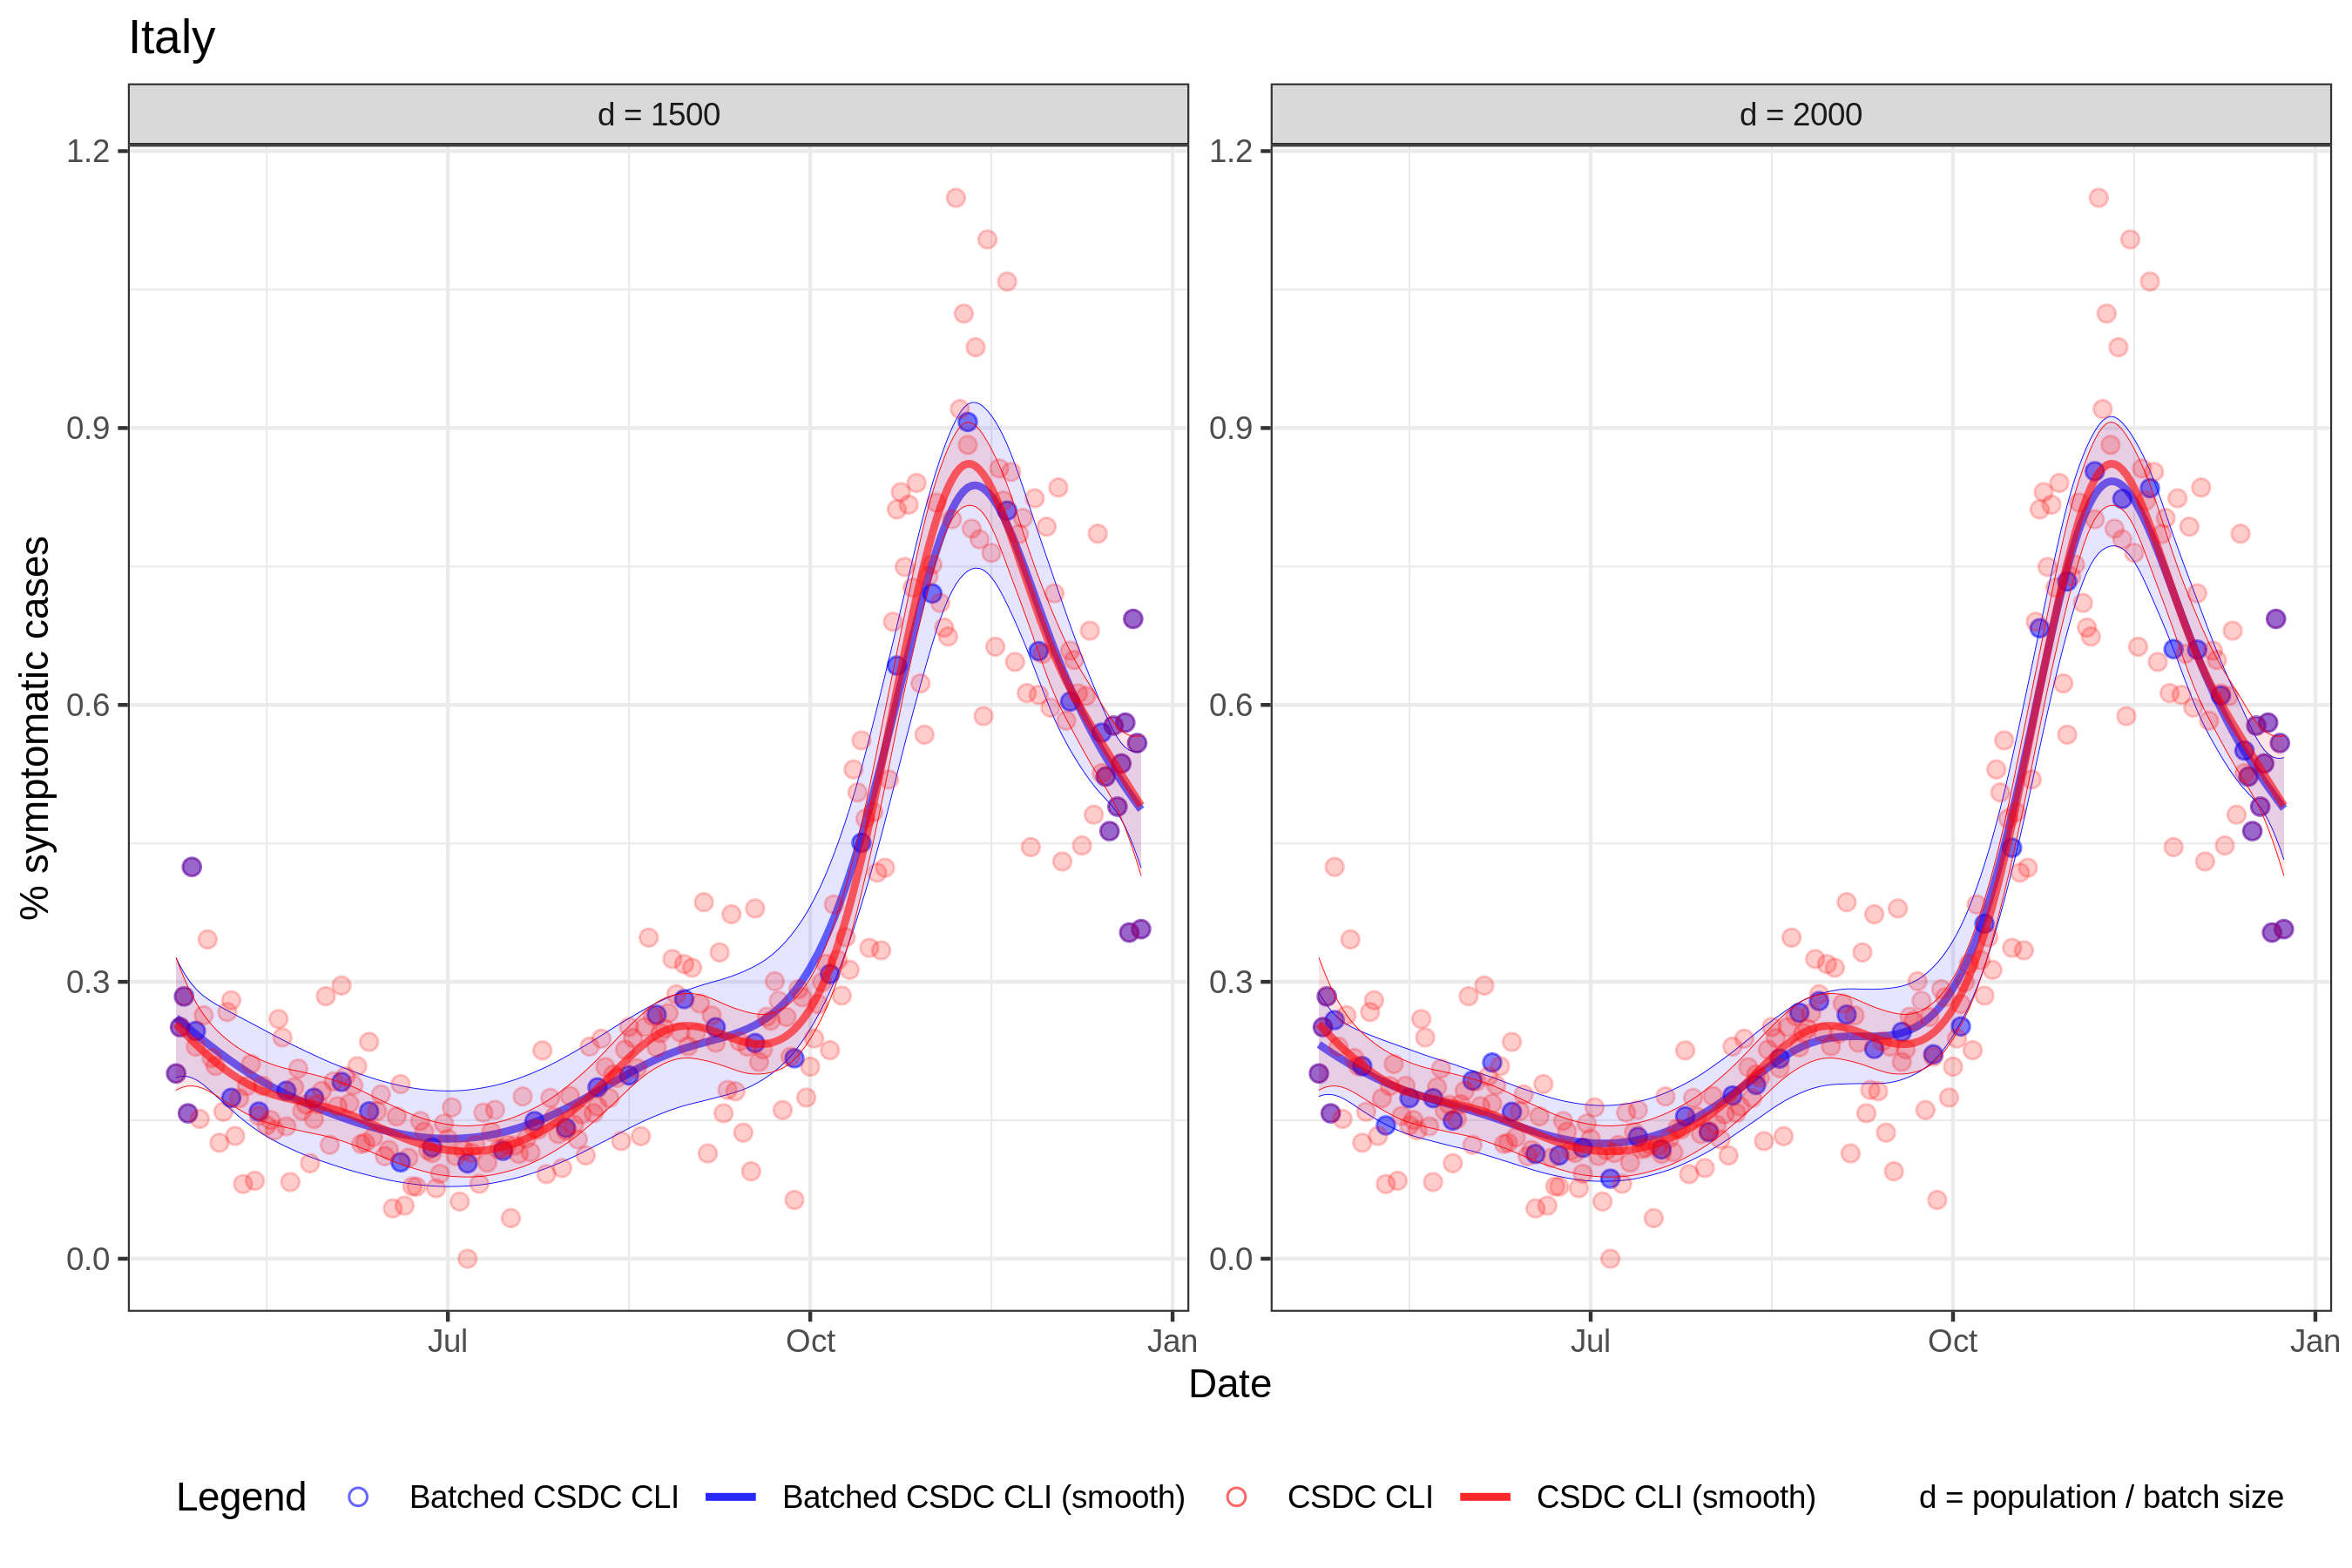 Italy
d = 1500
d = 2000
% symptomatic cases
1.2
0.9
0.6
0.3
0.0
1.2
0.9
0.6
0.3
0.0
Jul
Oct
Jan
Jul
Oct
Jan
Date
Legend Batched CSDC CLI Batched CSDC CLI (smooth) CSDC CLI CSDC CLI (smooth) d = population / batch size